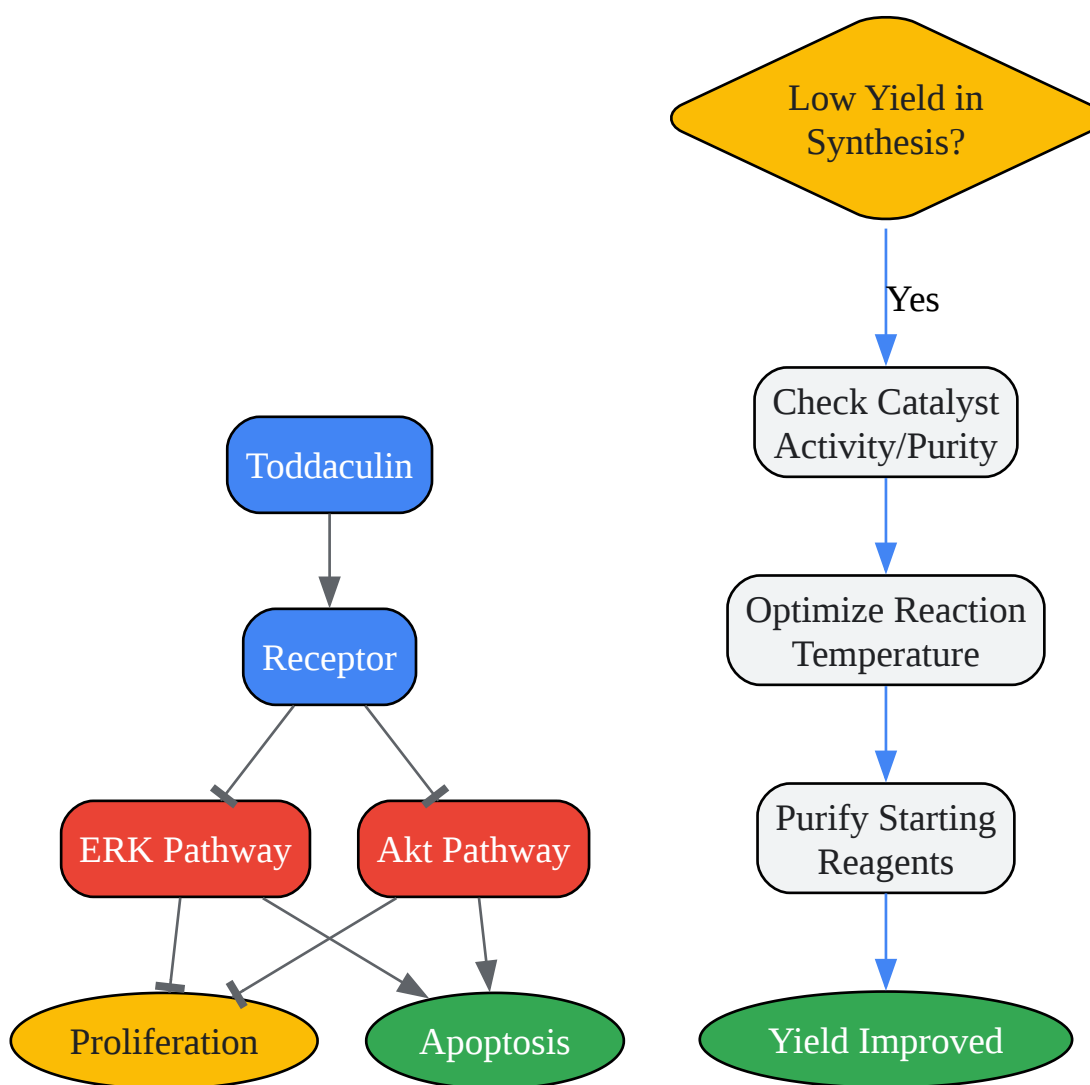 Toddaculin
Receptor
ERK Pathway
Akt Pathway
Proliferation
Apoptosis
Low Yield in
Synthesis?
Yes
Check Catalyst
Activity/Purity
Optimize Reaction
Temperature
Purify Starting
Reagents
Yield Improved